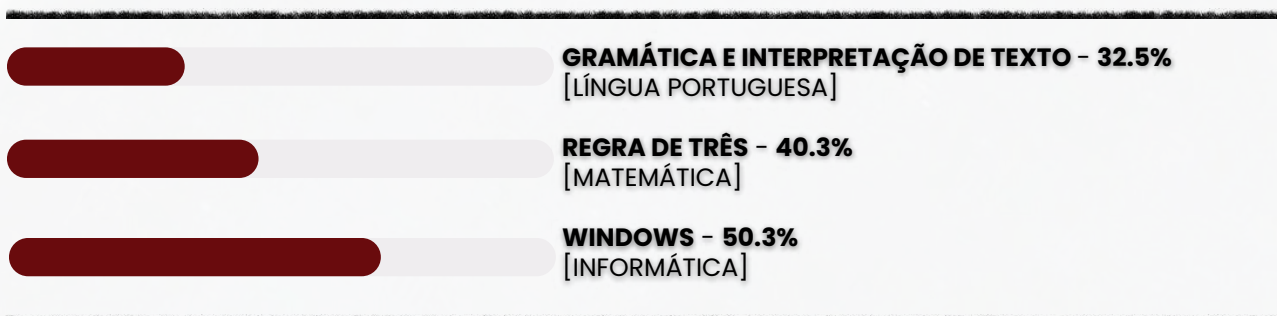 GRAMÁTICA E INTERPRETAÇÃO DE TEXTO - 32.5%
[LÍNGUA PORTUGUESA]
REGRA DE TRÊS - 40.3%
[MATEMÁTICA]
WINDOWS - 50.3%
[INFORMÁTICA]